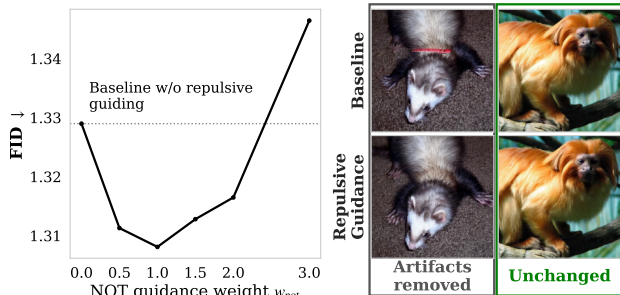 1.34
1.33
1.32
1.31
FID ↓
Baseline w/o repulsive
guiding
0.0 0.5 1.0 1.5 2.0 3.0
NOT guidance weight w_not
Baseline
Repulsive
Guidance
Artifacts
removed
Unchanged